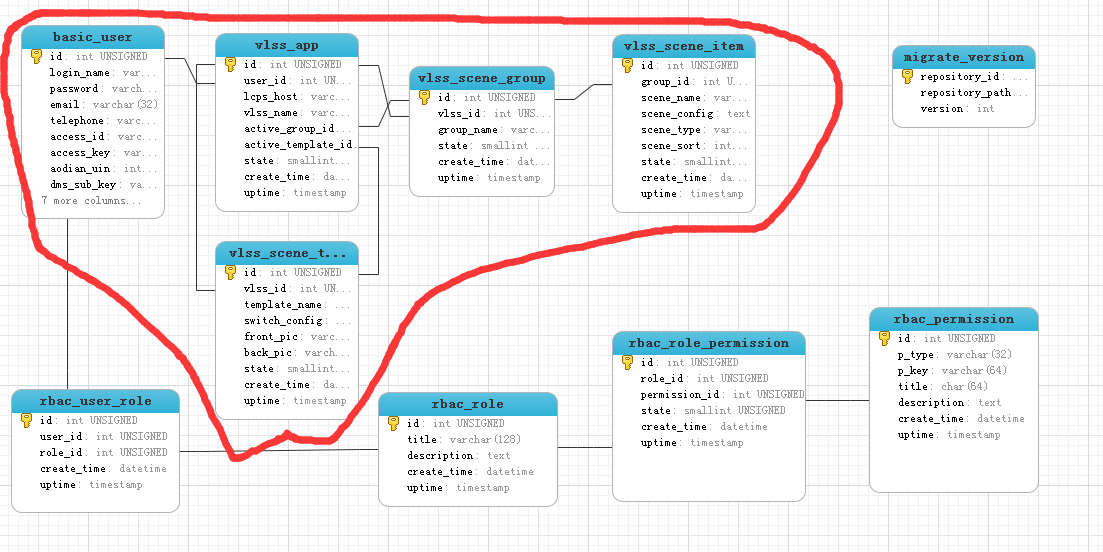 basic_user
id: int UNSIGNED
login_name: var...
password: varch...
email: varchar(32)
telephone: varc...
access_id: varc...
access_key: var...
aodian_uin: int...
dms_sub_key: va...
7 more columns...
vlss_app
id: int UNSIGNED
user_id: int UN...
lcps_host: varc...
vlss_name: varc...
active_group_id...
active_template_id
state: smallint...
create_time: da...
uptime: timestamp
vlss_scene_group
id: int UNSIGNED
vlss_id: int UNS...
group_name: varc...
state: smallint ...
create_time: dat...
uptime: timestamp
vlss_scene_item
id: int UNSIGNED
group_id: int U...
scene_name: var...
scene_config: text
scene_type: var...
scene_sort: int...
state: smallint...
create_time: da...
uptime: timestamp
migrate_version
repository_id: ...
repository_path...
version: int
vlss_scene_t...
id: int UNSIGNED
vlss_id: int UN...
template_name: ...
switch_config: ...
front_pic: varc...
back_pic: varch...
state: smallint...
create_time: da...
uptime: timestamp
rbac_user_role
id: int UNSIGNED
user_id: int UNSIGNED
role_id: int UNSIGNED
create_time: datetime
uptime: timestamp
rbac_role
id: int UNSIGNED
title: varchar(128)
description: text
create_time: datetime
uptime: timestamp
rbac_role_permission
id: int UNSIGNED
role_id: int UNSIGNED
permission_id: int UNSIGNED
state: smallint UNSIGNED
create_time: datetime
uptime: timestamp
rbac_permission
id: int UNSIGNED
p_type: varchar(32)
p_key: varchar(64)
title: char(64)
description: text
create_time: datetime
uptime: timestamp